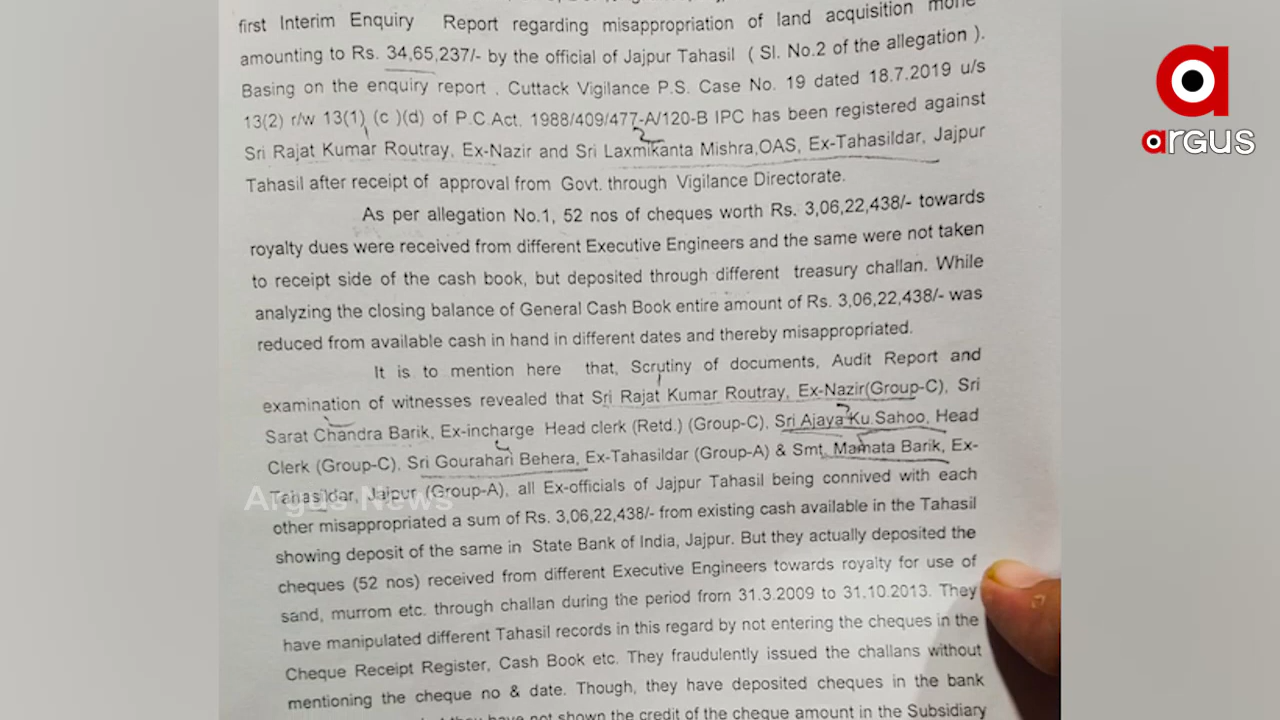 first Interim Enquiry Report regarding misappropriation of land acquisition mone
amounting to Rs. 34,65,237/- by the official of Jajpur Tahasil ( Sl. No.2 of the allegation ).
Basing on the enquiry report , Cuttack Vigilance P.S. Case No. 19 dated 18.7.2019 u/s
13(2) r/w 13(1) (c )(d) of P.C.Act, 1988/409/477-A/120-B IPC has been registered against
Sri Rajat Kumar Routray, Ex-Nazir and Sri Laxmikanta Mishra,OAS, Ex-Tahasildar, Jajpur
Tahasil after receipt of approval from Govt. through Vigilance Directorate.
As per allegation No.1, 52 nos of cheques worth Rs. 3,06,22,438/- towards
royalty dues were received from different Executive Engineers and the same were not taken
to receipt side of the cash book, but deposited through different treasury challan. While
analyzing the closing balance of General Cash Book entire amount of Rs. 3,06,22,438/- was
reduced from available cash in hand in different dates and thereby misappropriated.
It is to mention here that, Scrutiny of documents, Audit Report and
examination of witnesses revealed that Sri Rajat Kumar Routray, Ex-Nazir(Group-C), Sri
Sarat Chandra Barik, Ex-incharge Head clerk (Retd.) (Group-C), Sri Ajaya Ku.Sahoo, Head
Clerk (Group-C), Sri Gourahari Behera, Ex-Tahasildar (Group-A) & Smt. Mamata Barik, Ex-
Tahasildar, Jajpur (Group-A), all Ex-officials of Jajpur Tahasil being connived with each
other misappropriated a sum of Rs. 3,06,22,438/- from existing cash available in the Tahasil
showing deposit of the same in State Bank of India, Jajpur. But they actually deposited the
cheques (52 nos) received from different Executive Engineers towards royalty for use of
sand, murrom etc. through challan during the period from 31.3.2009 to 31.10.2013. They
have manipulated different Tahasil records in this regard by not entering the cheques in the
Cheque Receipt Register, Cash Book etc. They fraudulently issued the challans without
mentioning the cheque no & date. Though, they have deposited cheques in the bank
they have not shown the credit of the cheque amount in the Subsidiary
argus
Argus News